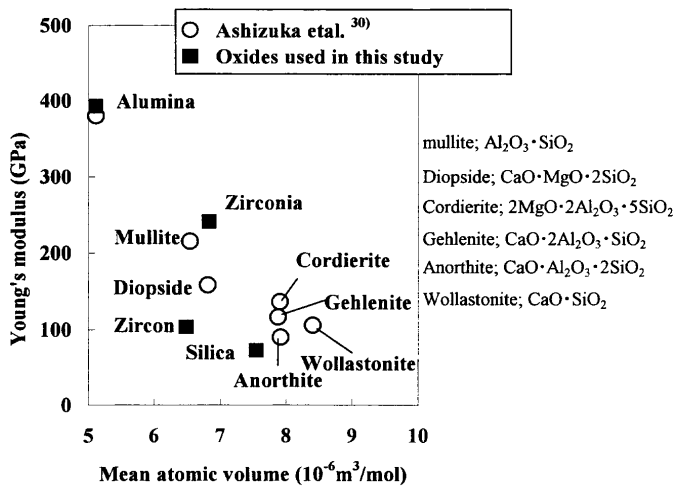 Ashizuka etal. 30)
Oxides used in this study
500
400
300
200
100
0
Young's modulus (GPa)
Alumina
Zirconia
Mullite
Cordierite
Diopside
Gehlenite
Zircon
Silica
Wollastonite
Anorthite
5 6 7 8 9 10
Mean atomic volume (10⁻⁶m³/mol)
mullite; Al₂O₃・SiO₂
Diopside; CaO・MgO・2SiO₂
Cordierite; 2MgO・2Al₂O₃・5SiO₂
Gehlenite; CaO・2Al₂O₃・SiO₂
Anorthite; CaO・Al₂O₃・2SiO₂
Wollastonite; CaO・SiO₂